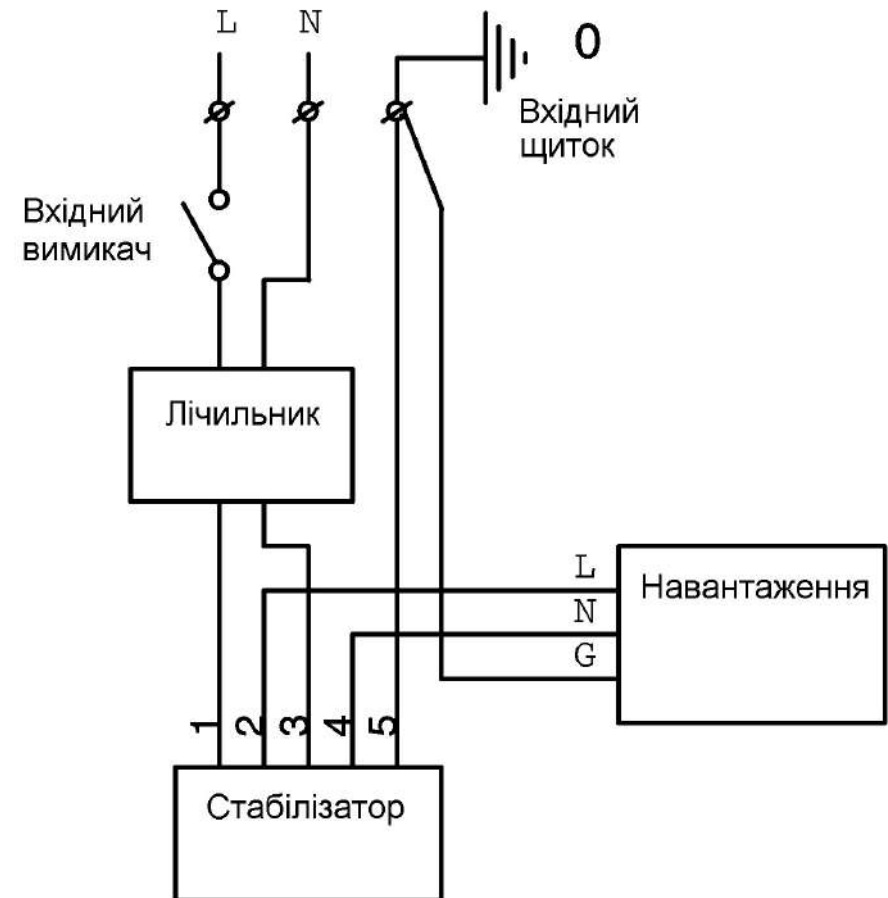 L N
0
Вхідний
щиток
Вхідний
вимикач
Лічильник
L
N
G
Навантаження
1 2 3 4 5
Стабілізатор